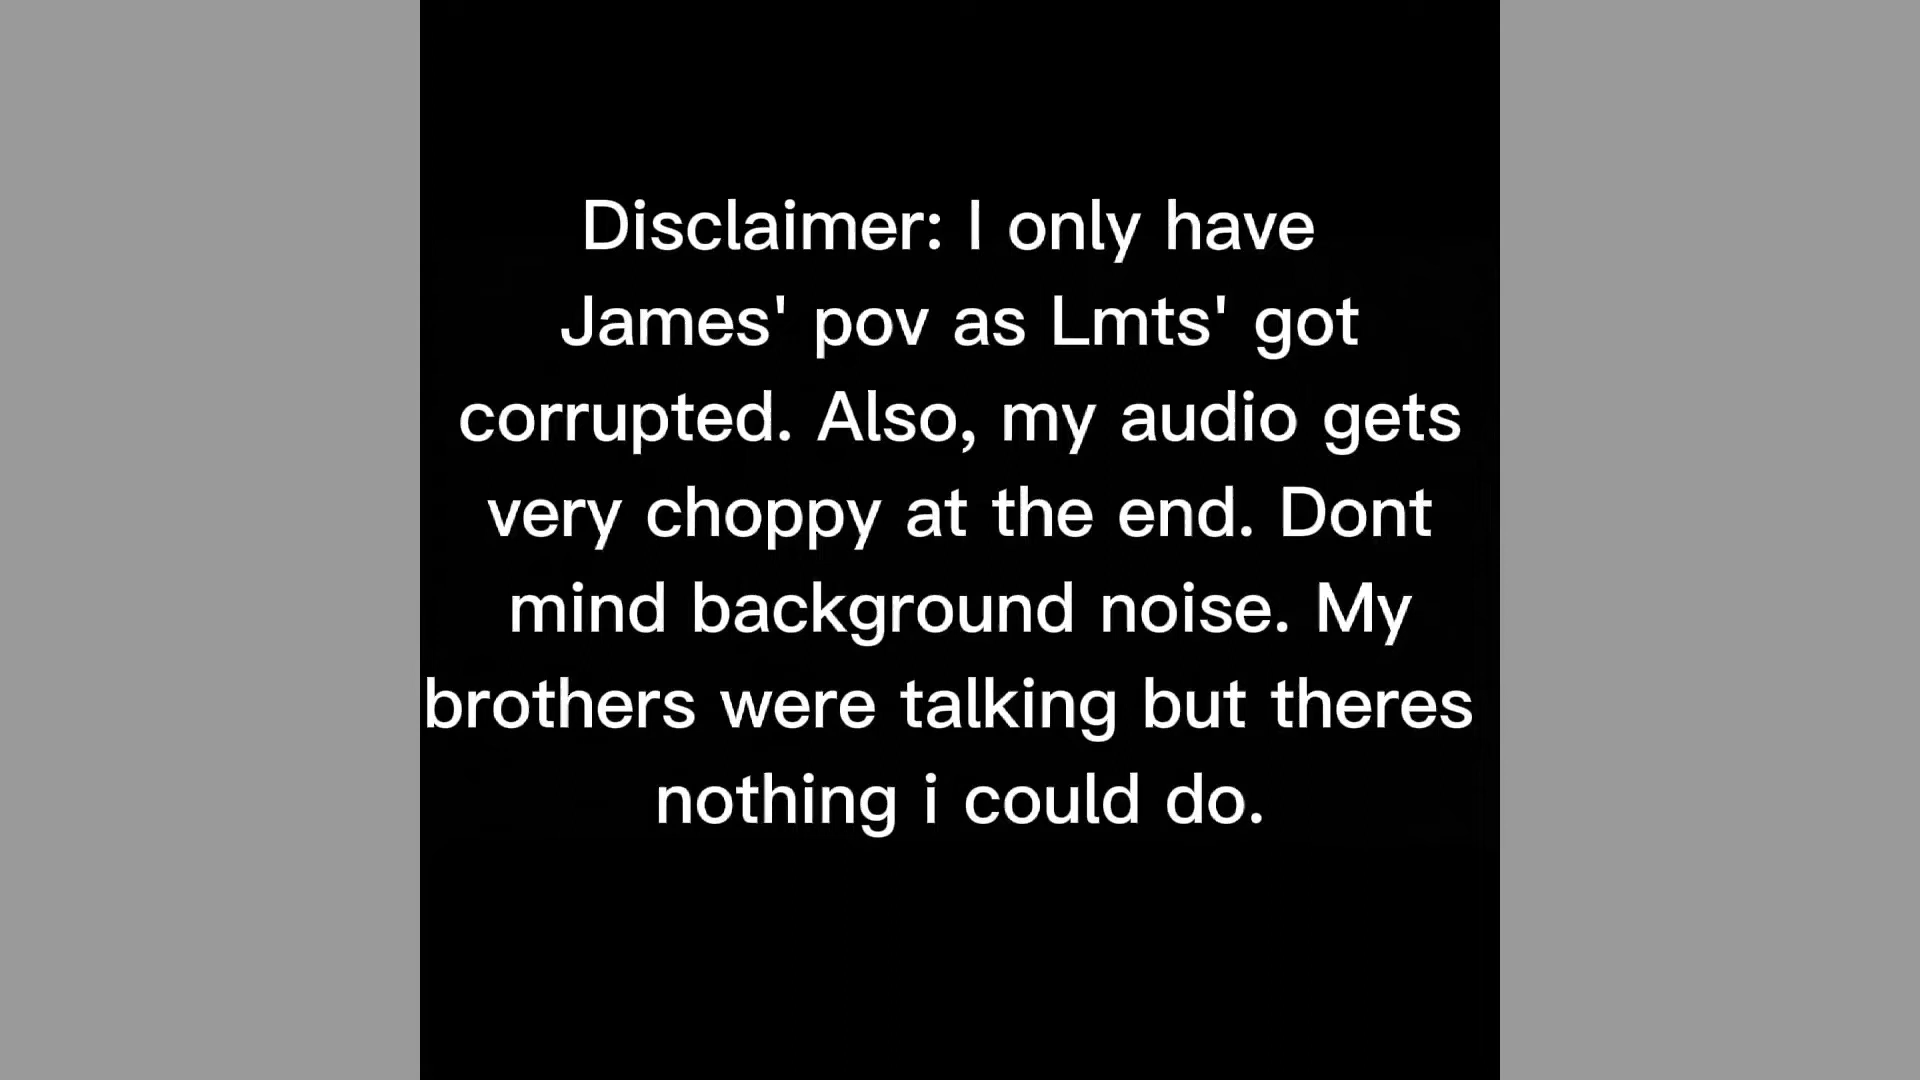 Disclaimer: I only have
James' pov as Lmts' got
corrupted. Also, my audio gets
very choppy at the end. Dont
mind background noise. My
brothers were talking but theres
nothing i could do.